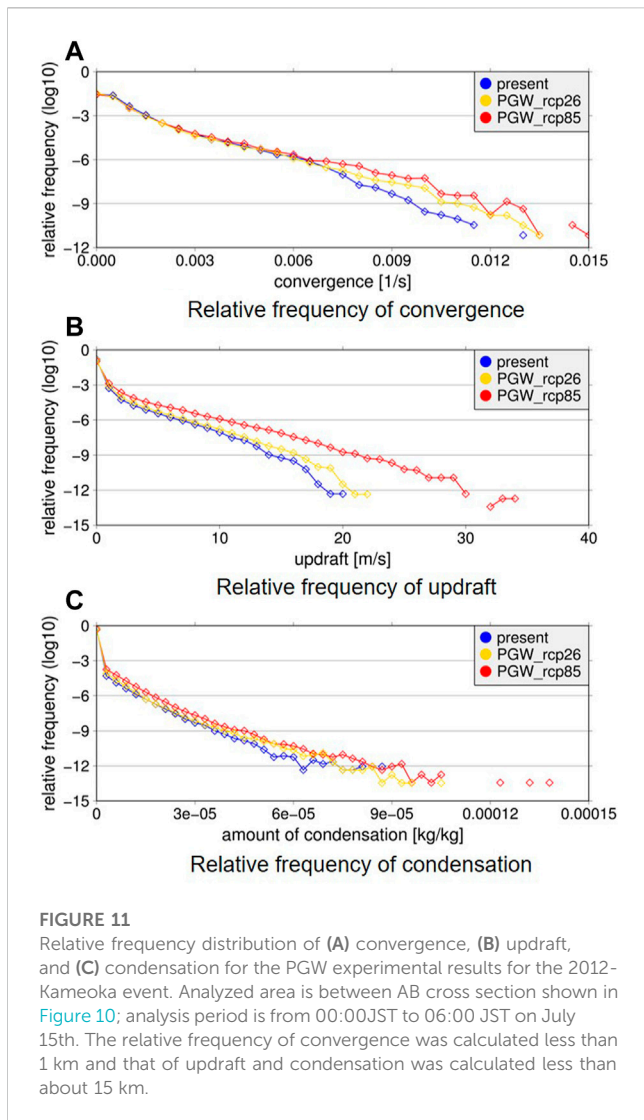 A
relative frequency (log10)
0
−3
−6
−9
−12
present
PGW_rcp26
PGW_rcp85
0.000 0.003 0.006 0.009 0.012 0.015
convergence [1/s]
Relative frequency of convergence
B
relative frequency (log10)
0
−3
−6
−9
−12
−15
present
PGW_rcp26
PGW_rcp85
0 10 20 30 40
updraft [m/s]
Relative frequency of updraft
C
relative frequency (log10)
0
−3
−6
−9
−12
−15
present
PGW_rcp26
PGW_rcp85
0 3e−05 6e−05 9e−05 0.00012 0.00015
amount of condensation [kg/kg]
Relative frequency of condensation
FIGURE 11
Relative frequency distribution of (A) convergence, (B) updraft,
and (C) condensation for the PGW experimental results for the 2012-
Kameoka event. Analyzed area is between AB cross section shown in
Figure 10; analysis period is from 00:00JST to 06:00 JST on July
15th. The relative frequency of convergence was calculated less than
1 km and that of updraft and condensation was calculated less than
about 15 km.